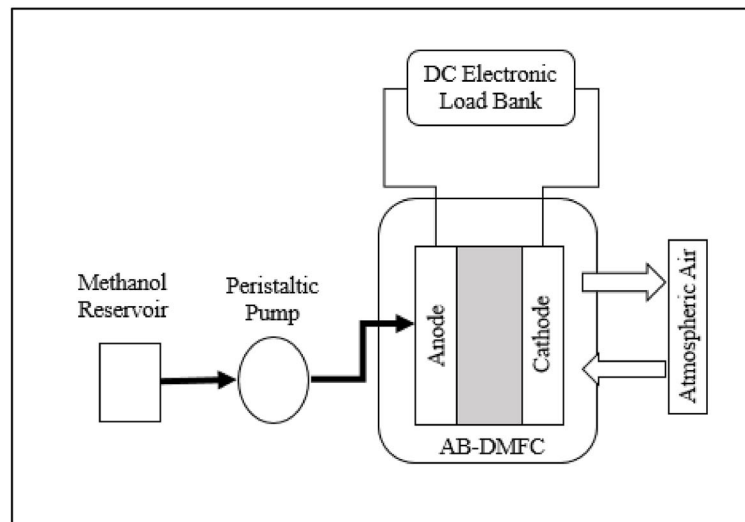 DC Electronic
Load Bank
Methanol
Reservoir
Peristaltic
Pump
Anode
Cathode
Atmospheric Air
AB-DMFC